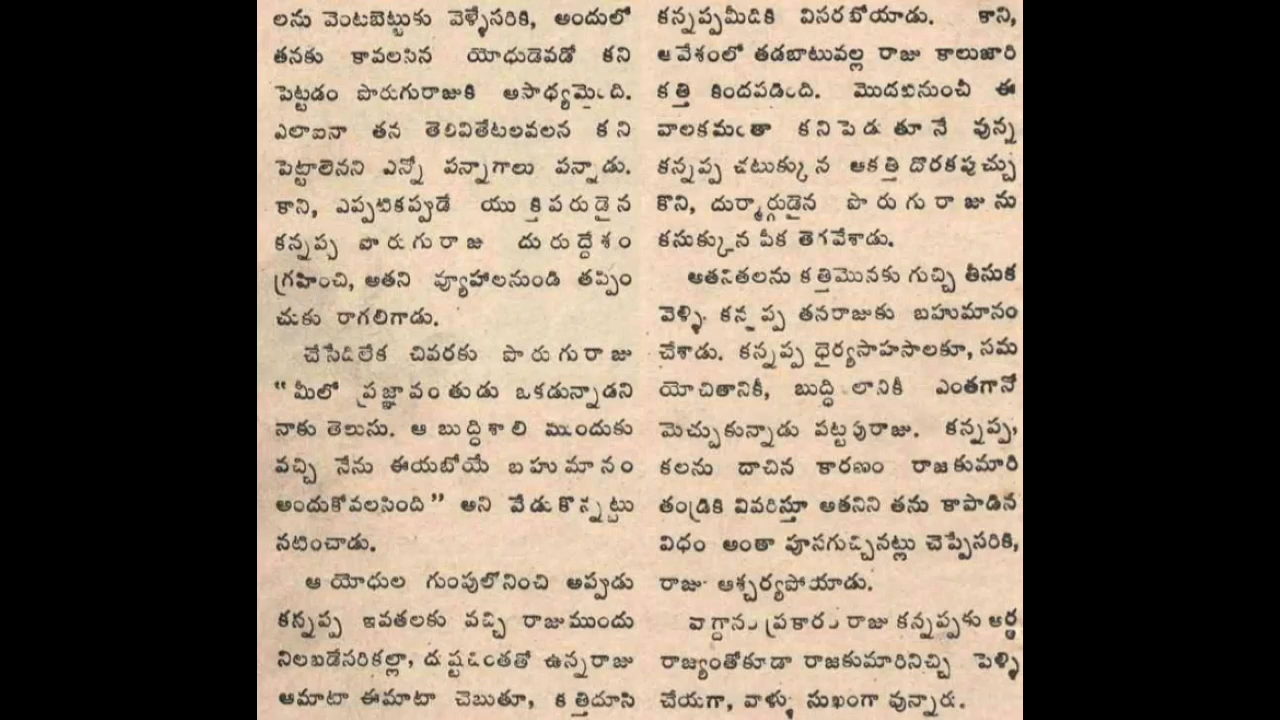 లను వెంటబెట్టుకు వెళ్ళేసరికి, అందులో
తనకు కావలసిన యోధుడెవడో కని
పెట్టడం పొరుగురాజుకి అసాధ్యమైంది.
ఎలాఐనా తన తెలివితేటలవలన కని
పెట్టాలెనని ఎన్నో పన్నాగాలు పన్నాడు.
కాని, ఎప్పటికప్పుడే యుక్తిపరుడైన
కన్నప్ప పొరుగురాజు దురుద్దేశం
గ్రహించి, అతని వ్యూహాలనుండి తప్పిం
చుకు రాగలిగాడు.
చేసేదిలేక చివరకు పొరుగురాజు
“మీలో ప్రజ్ఞావంతుడు ఒకడున్నాడని
నాకు తెలుసు. ఆ బుద్ధిశాలి ముందుకు
వచ్చి నేను ఈయబోయే బహుమానం
అందుకోవలసింది” అని వేడుకొన్నట్టు
నటించాడు.
ఆ యోధుల గుంపులోనించి అప్పుడు
కన్నప్ప ఇవతలకు వచ్చి రాజుముందు
నిలబడేసరికల్లా, దుష్టచింతతో ఉన్నరాజు
ఆమాటా ఈమాటా చెబుతూ, కత్తిదూసి
కన్నప్పమీదికి విసరబోయాడు. కాని,
ఆవేశంలో తడబాటువల్ల రాజు కాలుజారి
కత్తి కిందపడింది. మొదటినుంచీ ఈ
వాలకమంతా కనిపెడుతూనే వున్న
కన్నప్ప చటుక్కున ఆకత్తి దొరకపుచ్చు
కొని, దుర్మార్గుడైన పొరుగురాజును
కసుక్కున పీక తెగవేశాడు.
అతనితలను కత్తిమొనకు గుచ్చి తీసుక
వెళ్ళి కన్నప్ప తనరాజుకు బహుమానం
చేశాడు. కన్నప్ప ధైర్యసాహసాలకూ, సమ
యోచితానికీ, బుద్ధి బలానికీ ఎంతగానో
మెచ్చుకున్నాడు పట్టపురాజు. కన్నప్ప,
కలను దాచిన కారణం రాజకుమారి
తండ్రికి వివరిస్తూ అతనిని తను కాపాడిన
విధం అంతా పూసగుచ్చినట్లు చెప్పేసరికి,
రాజు ఆశ్చర్యపోయాడు.
వాగ్దానం ప్రకారం రాజు కన్నప్పకు అర్ధ
రాజ్యంతోకూడా రాజకుమారినిచ్చి పెళ్ళి
చేయగా, వాళ్ళు సుఖంగా వున్నారు.